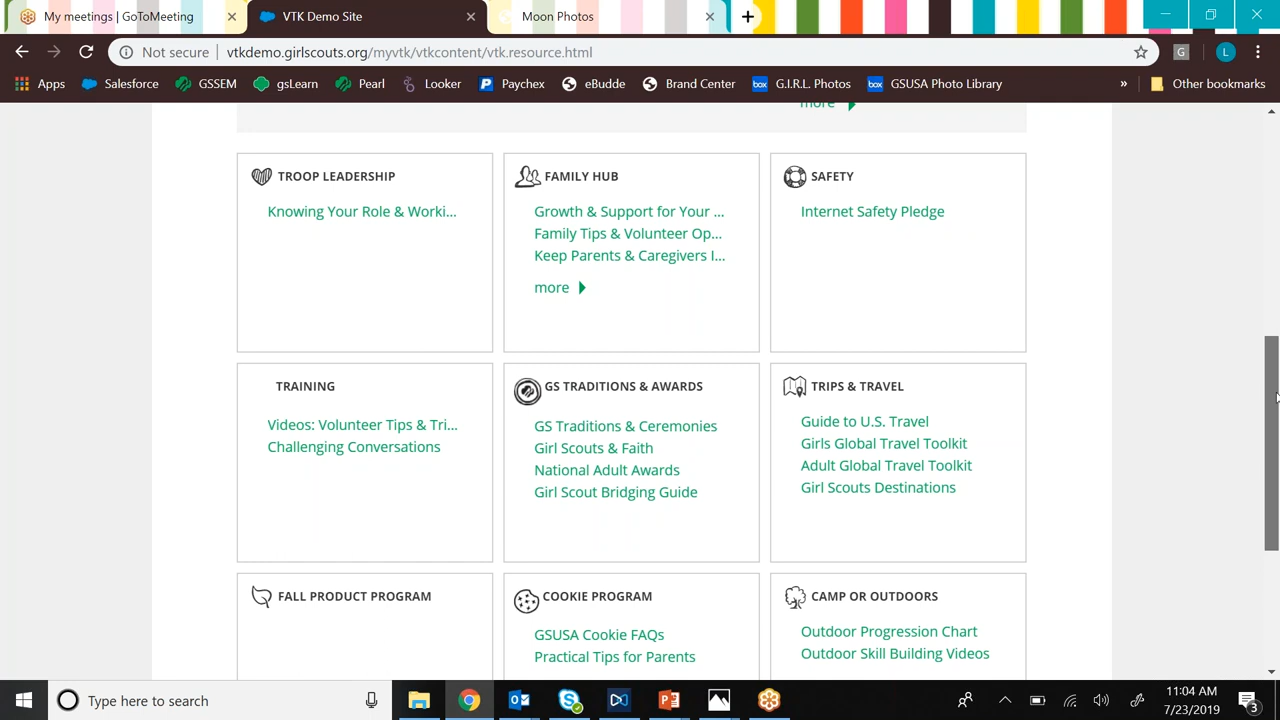 My meetings | GoToMeeting
VTK Demo Site
Moon Photos
Not secure
vtkdemo.girlscouts.org/myvtk/vtkcontent/vtk.resource.html
G
L
Apps
Salesforce
GSSEM
gsLearn
Pearl
Looker
Paychex
eBudde
Brand Center
box G.I.R.L. Photos
box GSUSA Photo Library
»
Other bookmarks
more
TROOP LEADERSHIP
Knowing Your Role & Worki...
FAMILY HUB
Growth & Support for Your ...
Family Tips & Volunteer Op...
Keep Parents & Caregivers I...
more
SAFETY
Internet Safety Pledge
TRAINING
Videos: Volunteer Tips & Tri...
Challenging Conversations
GS TRADITIONS & AWARDS
GS Traditions & Ceremonies
Girl Scouts & Faith
National Adult Awards
Girl Scout Bridging Guide
TRIPS & TRAVEL
Guide to U.S. Travel
Girls Global Travel Toolkit
Adult Global Travel Toolkit
Girl Scouts Destinations
FALL PRODUCT PROGRAM
COOKIE PROGRAM
GSUSA Cookie FAQs
Practical Tips for Parents
CAMP OR OUTDOORS
Outdoor Progression Chart
Outdoor Skill Building Videos
Type here to search
11:04 AM
7/23/2019
3